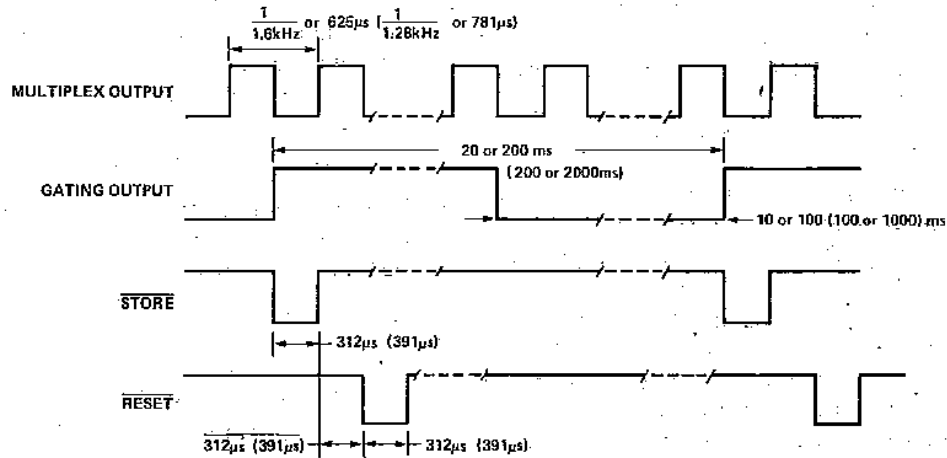 1/1.6kHz or 625µs (1/1.28kHz or 781µs)
MULTIPLEX OUTPUT
20 or 200 ms
(200 or 2000ms)
GATING OUTPUT
10 or 100 (100 or 1000) ms
STORE
312µs (391µs)
RESET
312µs (391µs)
312µs (391µs)